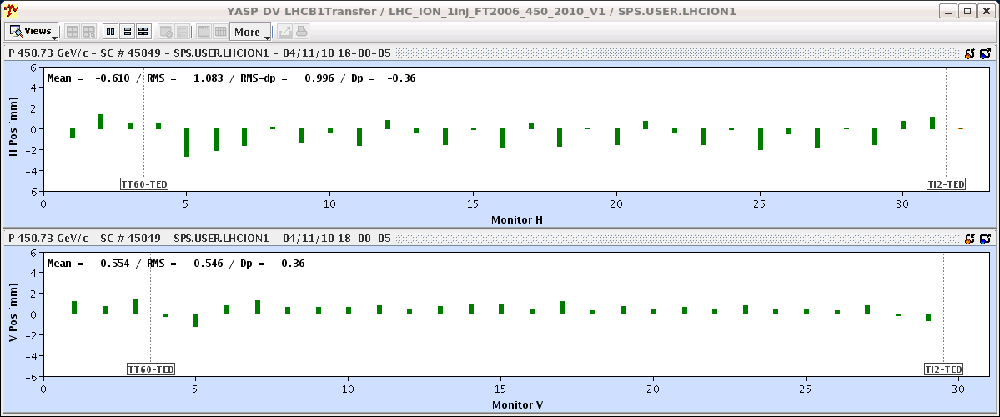 YASP DV LHCB1Transfer / LHC_ION_1inj_FT2006_450_2010_V1 / SPS.USER.LHCION1
Views More
P 450.73 GeV/c - SC # 45049 - SPS.USER.LHCION1 - 04/11/10 18-00-05
Mean = -0.610 / RMS = 1.083 / RMS-dp = 0.996 / Dp = -0.36
H Pos [mm]
6
4
2
0
-2
-4
-6
TT60-TED TI2-TED
0 5 10 15 20 25 30
Monitor H
P 450.73 GeV/c - SC # 45049 - SPS.USER.LHCION1 - 04/11/10 18-00-05
Mean = 0.554 / RMS = 0.546 / Dp = -0.36
V Pos [mm]
6
4
2
0
-2
-4
-6
TT60-TED TI2-TED
0 5 10 15 20 25 30
Monitor V